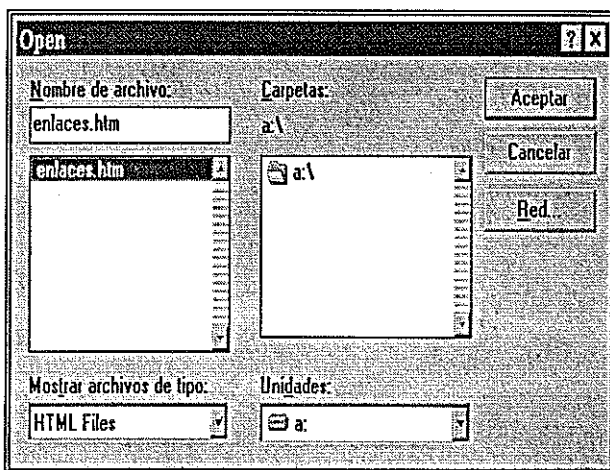 Open
Nombre de archivo:
enlaces.htm
enlaces.htm
Carpetas:
a:\
a:\
Aceptar
Cancelar
Red...
Mostrar archivos de tipo:
HTML Files
Unidades:
a: